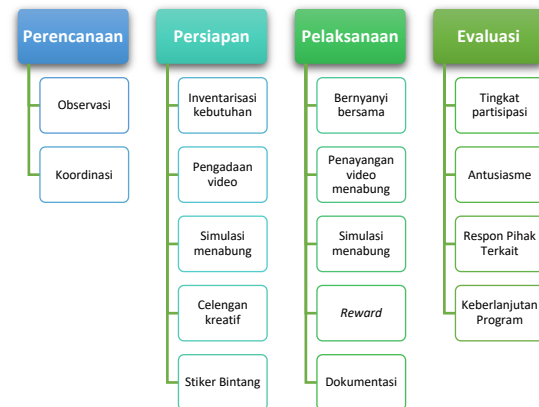 Perencanaan
Observasi
Koordinasi
Persiapan
Inventarisasi
kebutuhan
Pengadaan
video
Simulasi
menabung
Celengan
kreatif
Stiker Bintang
Pelaksanaan
Bernyanyi
bersama
Penayangan
video
menabung
Simulasi
menabung
Reward
Dokumentasi
Evaluasi
Tingkat
partisipasi
Antusiasme
Respon Pihak
Terkait
Keberlanjutan
Program